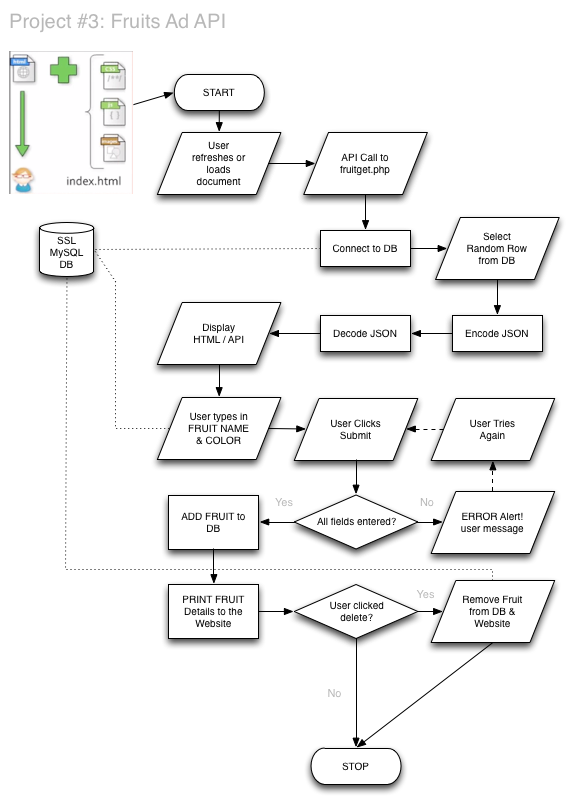 Project #3: Fruits Ad API
index.html
START
User
refreshes or
loads
document
API Call to
fruitget.php
SSL
MySQL
DB
Connect to DB
Select
Random Row
from DB
Display
HTML / API
Decode JSON
Encode JSON
User types in
FRUIT NAME
& COLOR
User Clicks
Submit
User Tries
Again
Yes
No
ADD FRUIT to
DB
All fields entered?
ERROR Alert!
user message
PRINT FRUIT
Details to the
Website
User clicked
delete?
Yes
Remove Fruit
from DB &
Website
No
STOP